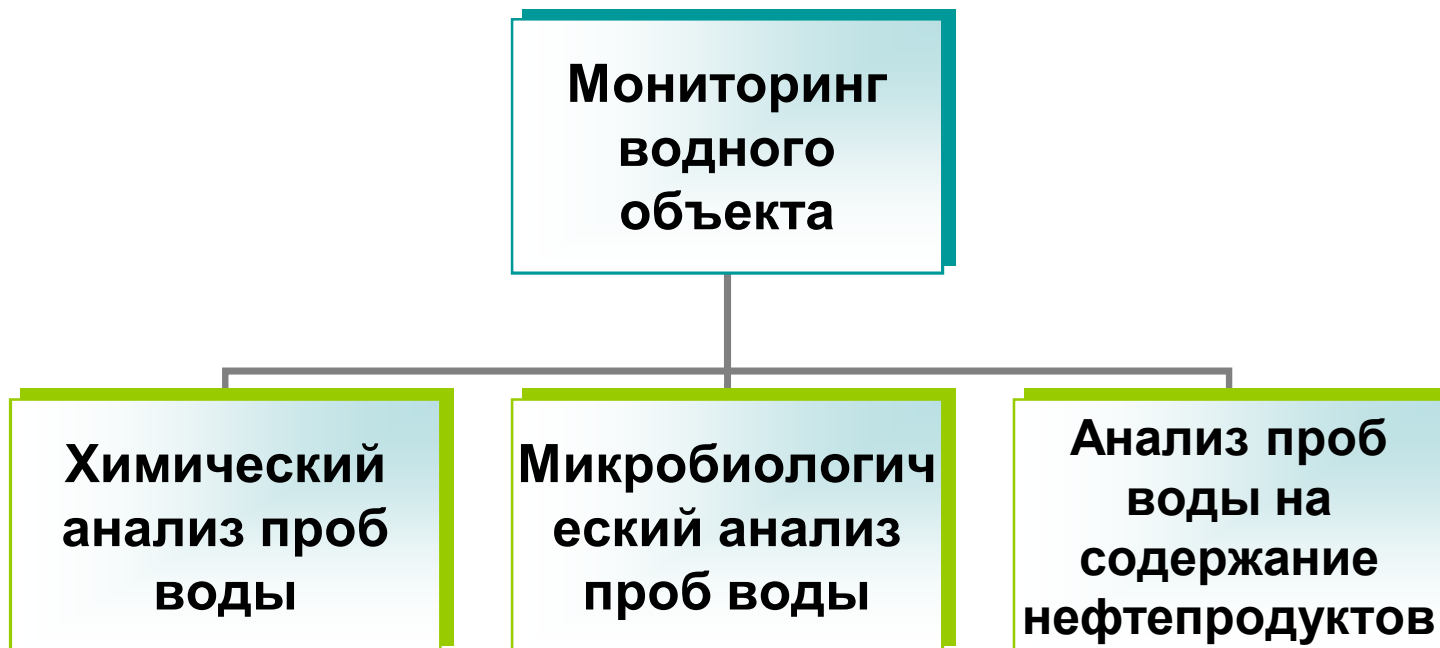 Мониторинг
водного
объекта
Химический
анализ проб
воды
Микробиологич
еский анализ
проб воды
Анализ проб
воды на
содержание
нефтепродуктов